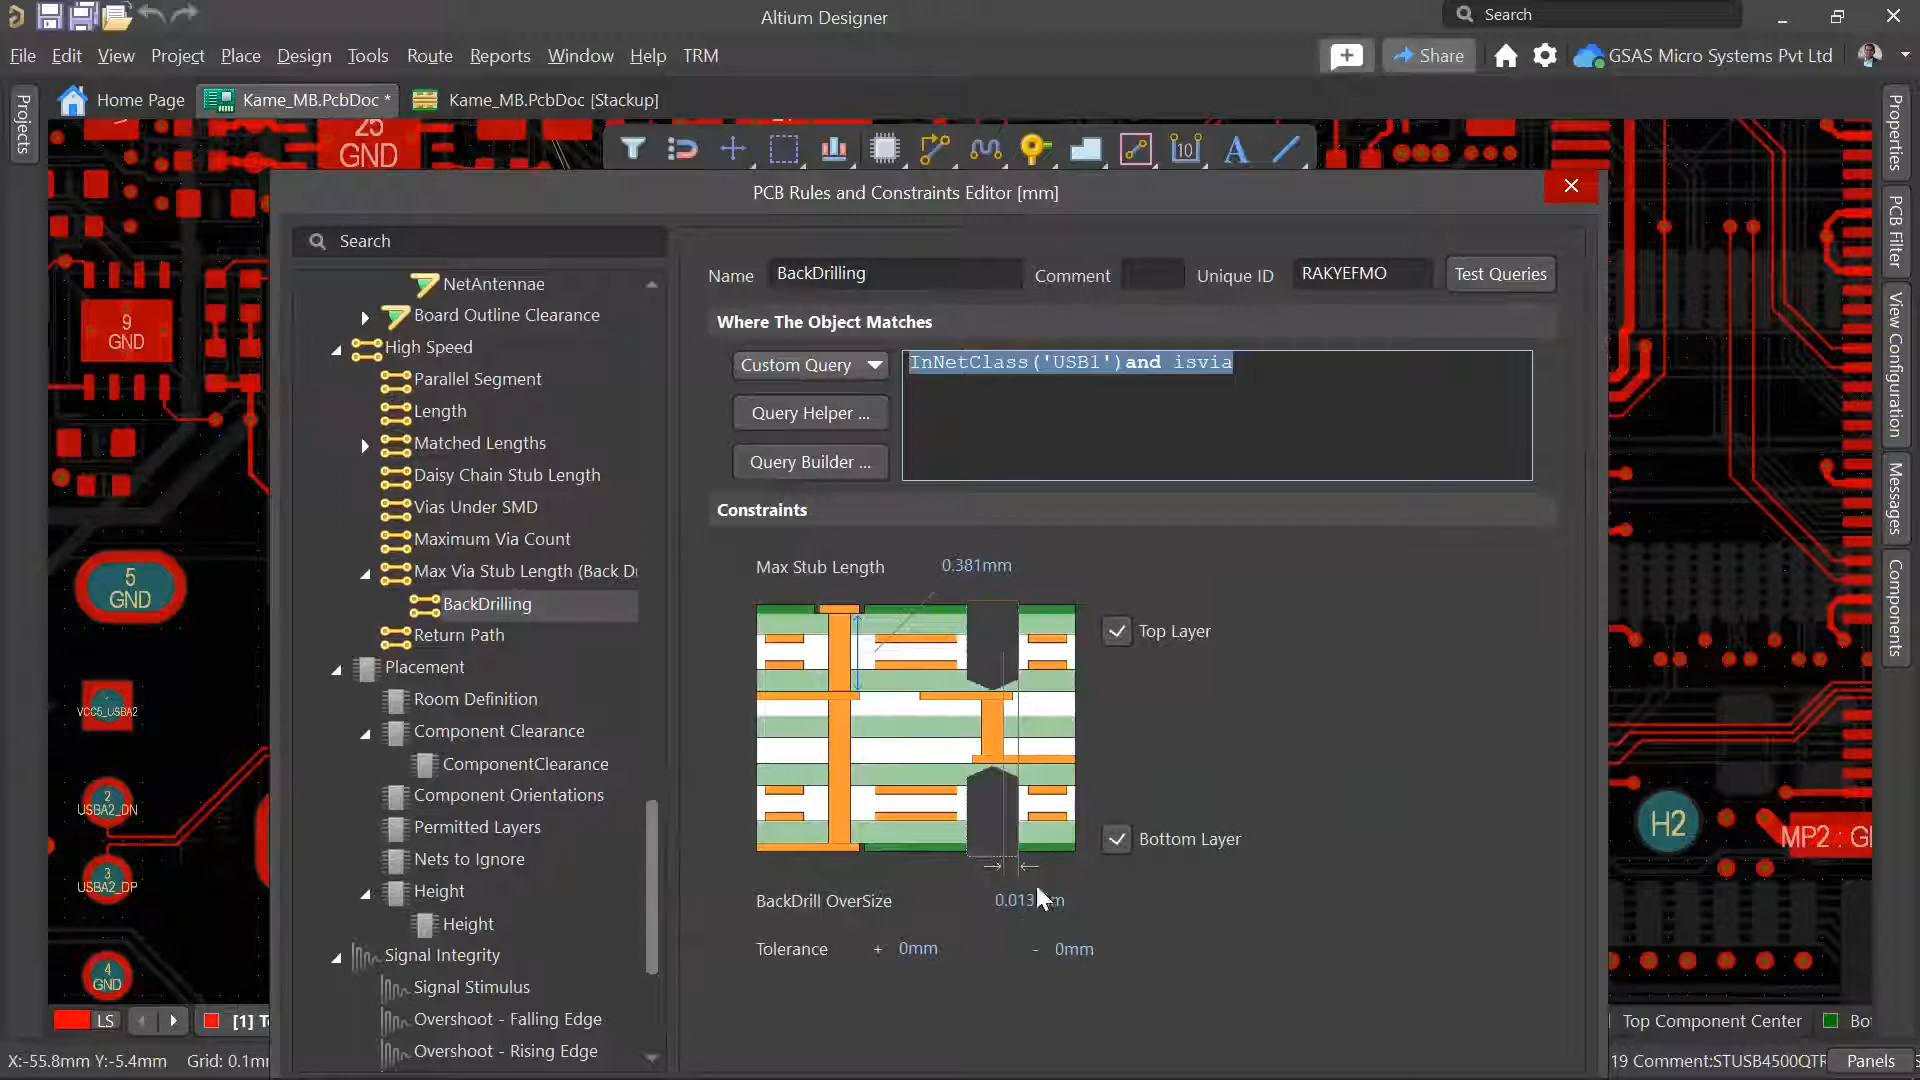 Altium Designer
Search
File Edit View Project Place Design Tools Route Reports Window Help TRM
Share
GSAS Micro Systems Pvt Ltd
Projects
Home Page
Kame_MB.PcbDoc *
Kame_MB.PcbDoc [Stackup]
25
GND
PCB Rules and Constraints Editor [mm]
Search
NetAntennae
Board Outline Clearance
High Speed
Parallel Segment
Length
Matched Lengths
Daisy Chain Stub Length
Vias Under SMD
Maximum Via Count
Max Via Stub Length (Back D
BackDrilling
Return Path
Placement
Room Definition
Component Clearance
ComponentClearance
Component Orientations
Permitted Layers
Nets to Ignore
Height
Height
Signal Integrity
Signal Stimulus
Overshoot - Falling Edge
Overshoot - Rising Edge
Name BackDrilling Comment Unique ID RAKYEFMO Test Queries
Where The Object Matches
Custom Query
InNetClass('USB1')and isvia
Query Helper ...
Query Builder ...
Constraints
Max Stub Length 0.381mm
Top Layer
Bottom Layer
BackDrill OverSize 0.013 m
Tolerance + 0mm - 0mm
9
GND
5
GND
VCC5_USBA2
2
USBA2_DN
3
USBA2_DP
4
GND
H2
MP2 : G
Properties
PCB Filter
View Configuration
Messages
Components
LS
[1] T
Top Component Center
Bo
X:-55.8mm Y:-5.4mm Grid: 0.1m
19 Comment:STUSB4500QTR
Panels